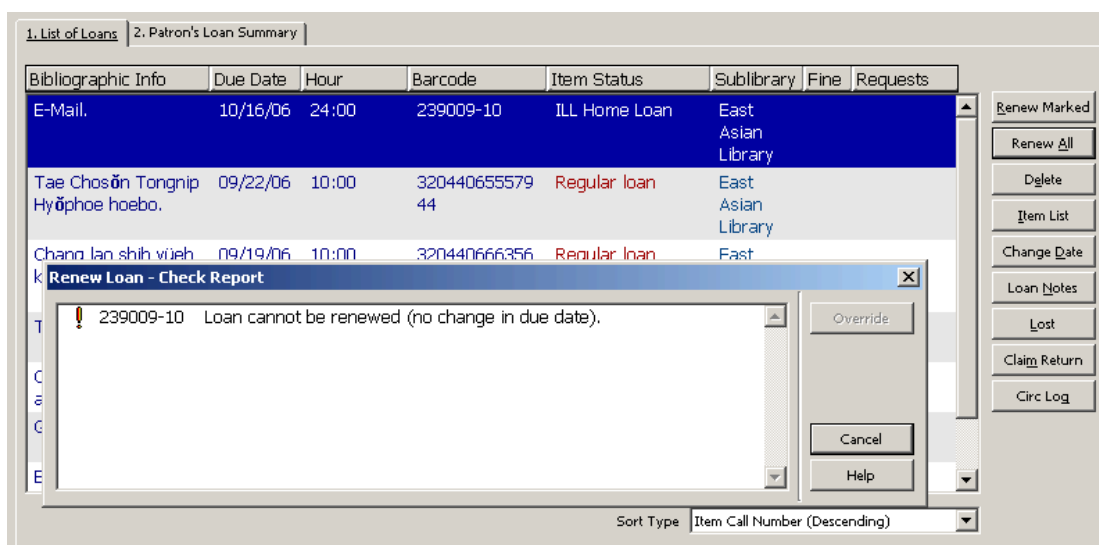 1. List of Loans 2. Patron's Loan Summary
Bibliographic Info Due Date Hour Barcode Item Status Sublibrary Fine Requests
E-Mail. 10/16/06 24:00 239009-10 ILL Home Loan East
Asian
Library
Tae Chosŏn Tongnip 09/22/06 10:00 320440655579 Regular loan East
Hyŏphoe hoebo. 44 Asian
Library
Chang lao shih yüeh 09/19/06 10:00 320440666356 Regular loan East
k
Renew Loan - Check Report
239009-10 Loan cannot be renewed (no change in due date).
Override
Cancel
Help
T
C
a
G
E
Renew Marked
Renew All
Delete
Item List
Change Date
Loan Notes
Lost
Claim Return
Circ Log
Sort Type Item Call Number (Descending)